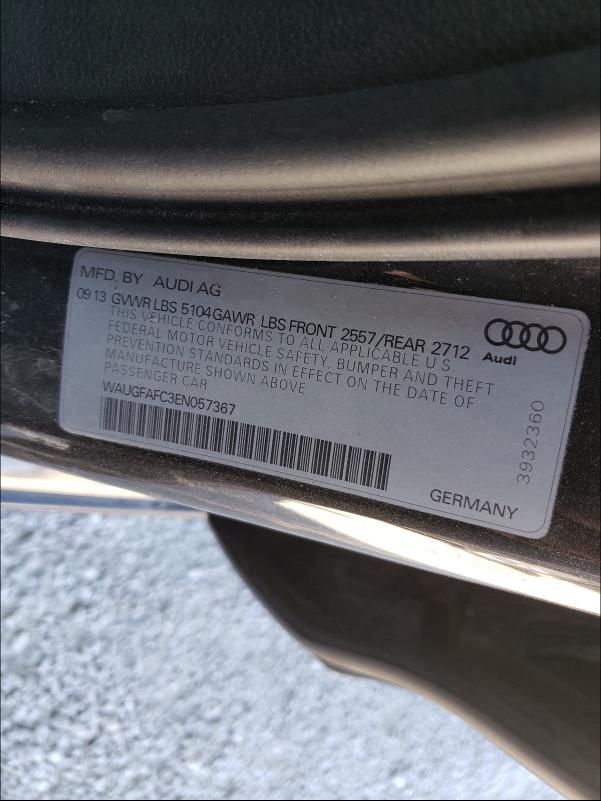 MFD. BY AUDI AG
09 13 GVWR LBS 5104 GAWR LBS FRONT 2557/REAR 2712
THIS VEHICLE CONFORMS TO ALL APPLICABLE U S
FEDERAL MOTOR VEHICLE SAFETY, BUMPER AND THEFT
PREVENTION STANDARDS IN EFFECT ON THE DATE OF
MANUFACTURE SHOWN ABOVE
PASSENGER CAR
WAUGFAFC3EN057367
Audi
3932360
GERMANY